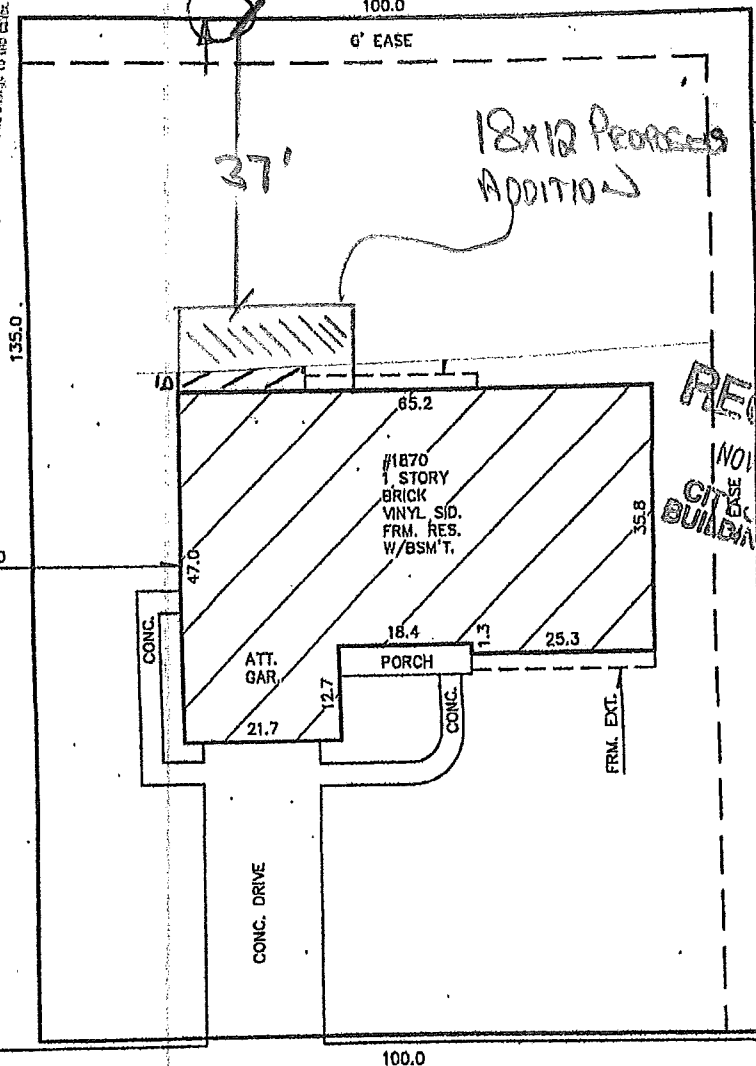 100.0
6' EASE
18x12
ADDITION
37'
135.0
10
65.2
#1870
1 STORY
BRICK
VINYL SID.
FRM. RES.
W/BSM'T.
EASE
35.8
47.0
CONC.
ATT.
GAR.
18.4
1.3
25.3
PORCH
12.7
21.7
CONC.
FRM. EXT.
CONC. DRIVE
100.0